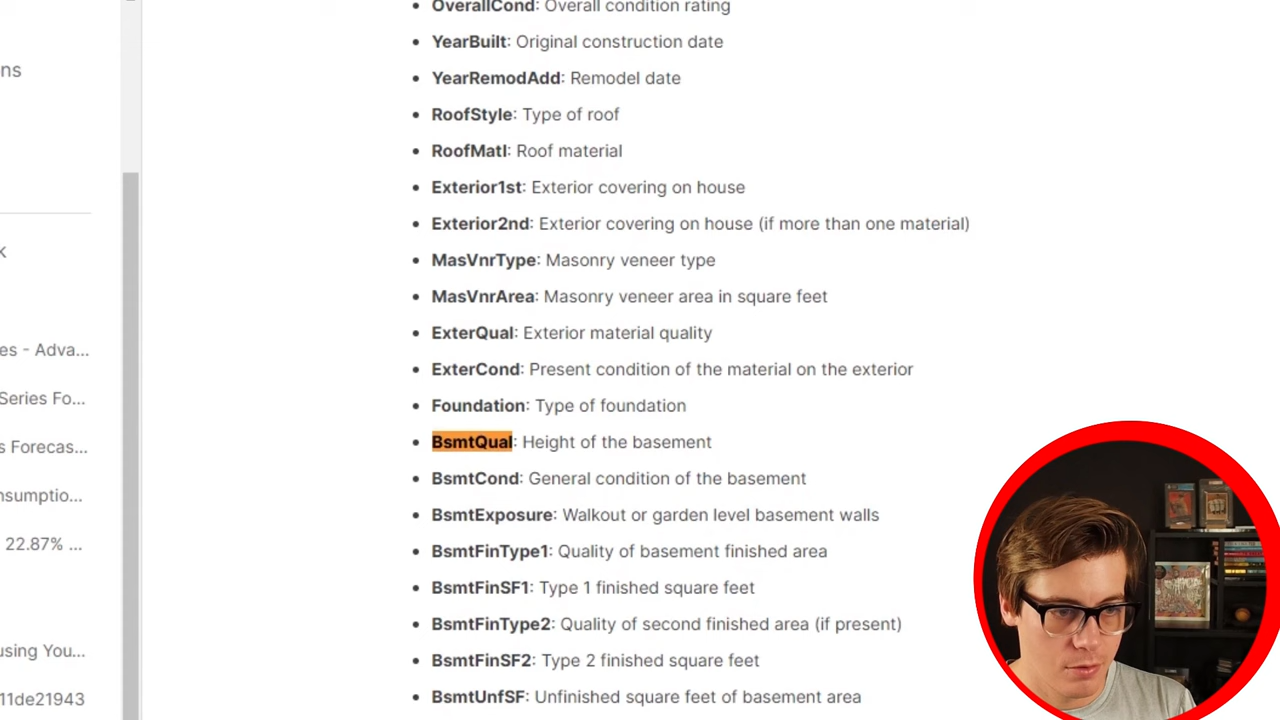 OverallCond: Overall condition rating
ns
YearBuilt: Original construction date
YearRemodAdd: Remodel date
RoofStyle: Type of roof
RoofMatl: Roof material
Exterior1st: Exterior covering on house
Exterior2nd: Exterior covering on house (if more than one material)
k
MasVnrType: Masonry veneer type
MasVnrArea: Masonry veneer area in square feet
ExterQual: Exterior material quality
es - Adva...
ExterCond: Present condition of the material on the exterior
Series Fo...
Foundation: Type of foundation
s Forecas...
BsmtQual: Height of the basement
BsmtCond: General condition of the basement
nsumptio...
BsmtExposure: Walkout or garden level basement walls
22.87% ...
BsmtFinType1: Quality of basement finished area
BsmtFinSF1: Type 1 finished square feet
BsmtFinType2: Quality of second finished area (if present)
using You...
BsmtFinSF2: Type 2 finished square feet
11de21943
BsmtUnfSF: Unfinished square feet of basement area